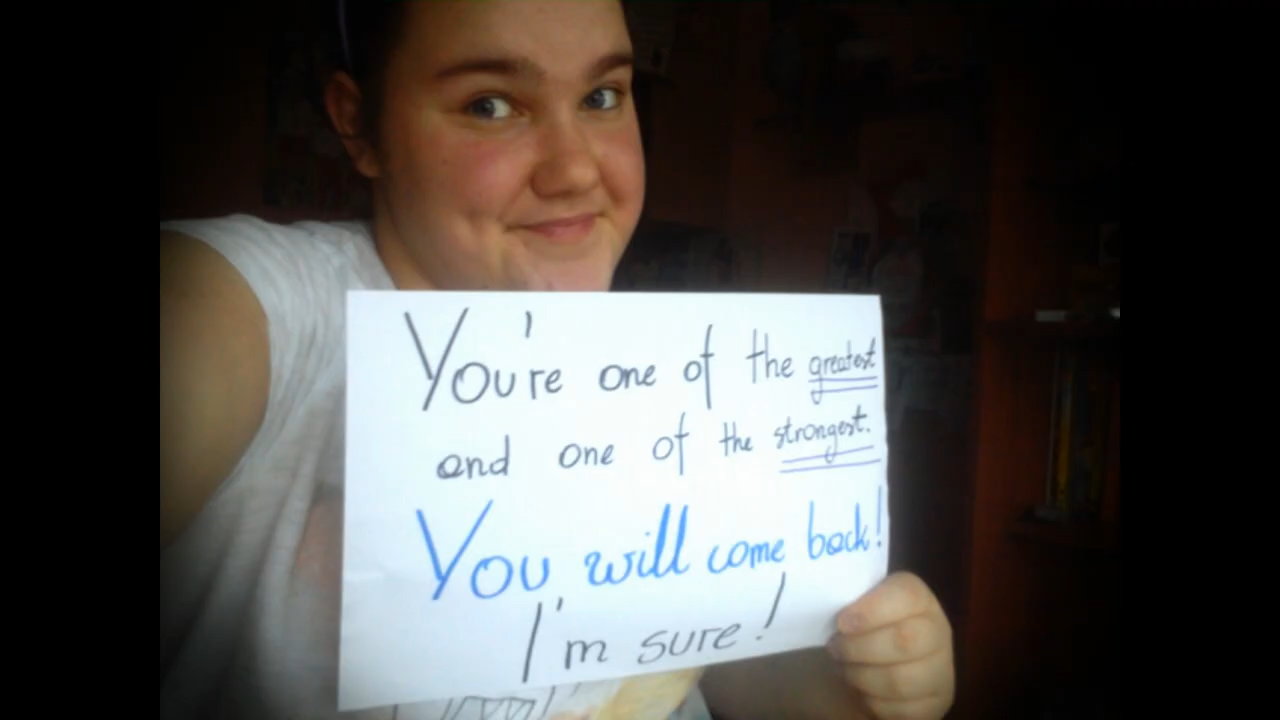 You're one of the greatest
and one of the strongest.
You will come back!
I'm sure!